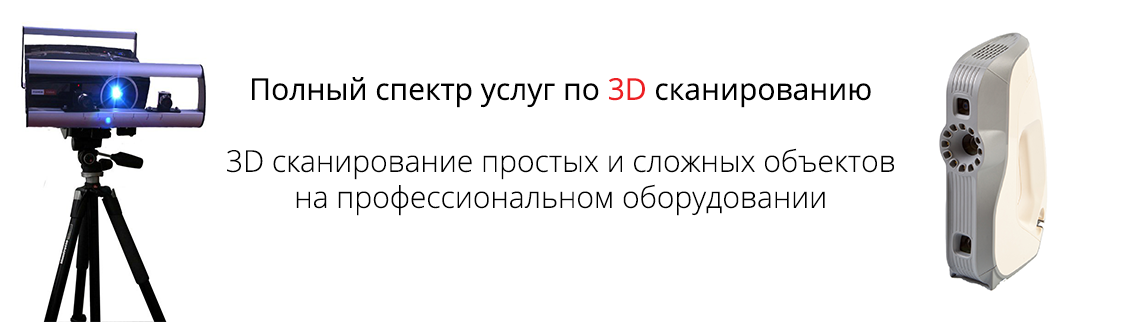 Полный спектр услуг по 3D сканированию
3D сканирование простых и сложных объектов
на профессиональном оборудовании